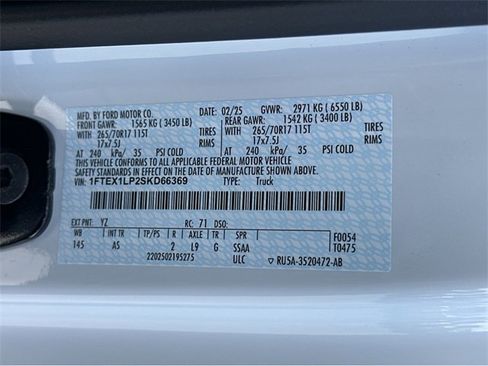 MFD. BY FORD MOTOR CO. 02/25 GVWR: 2971 KG ( 6550 LB)
FRONT GAWR: 1565 KG ( 3450 LB) REAR GAWR: 1542 KG ( 3400 LB)
WITH 265/70R17 115T TIRES WITH 265/70R17 115T TIRES
17x7.5J RIMS 17x7.5J RIMS
AT 240 kPa/ 35 PSI COLD AT 240 kPa/ 35 PSI COLD
THIS VEHICLE CONFORMS TO ALL APPLICABLE FEDERAL MOTOR VEHICLE
SAFETY STANDARDS IN EFFECT ON THE DATE OF MANUFACTURE SHOWN ABOVE.
VIN: 1FTEX1LP2SKD66369 TYPE: Truck
EXT PNT: YZ RC: 71 DSO:
WB INT TR TP/PS R AXLE TR SPR F0054
145 AS 2 L9 G SSAA T0475
2202502195275 ULC ▽ RU5A-3520472-AB